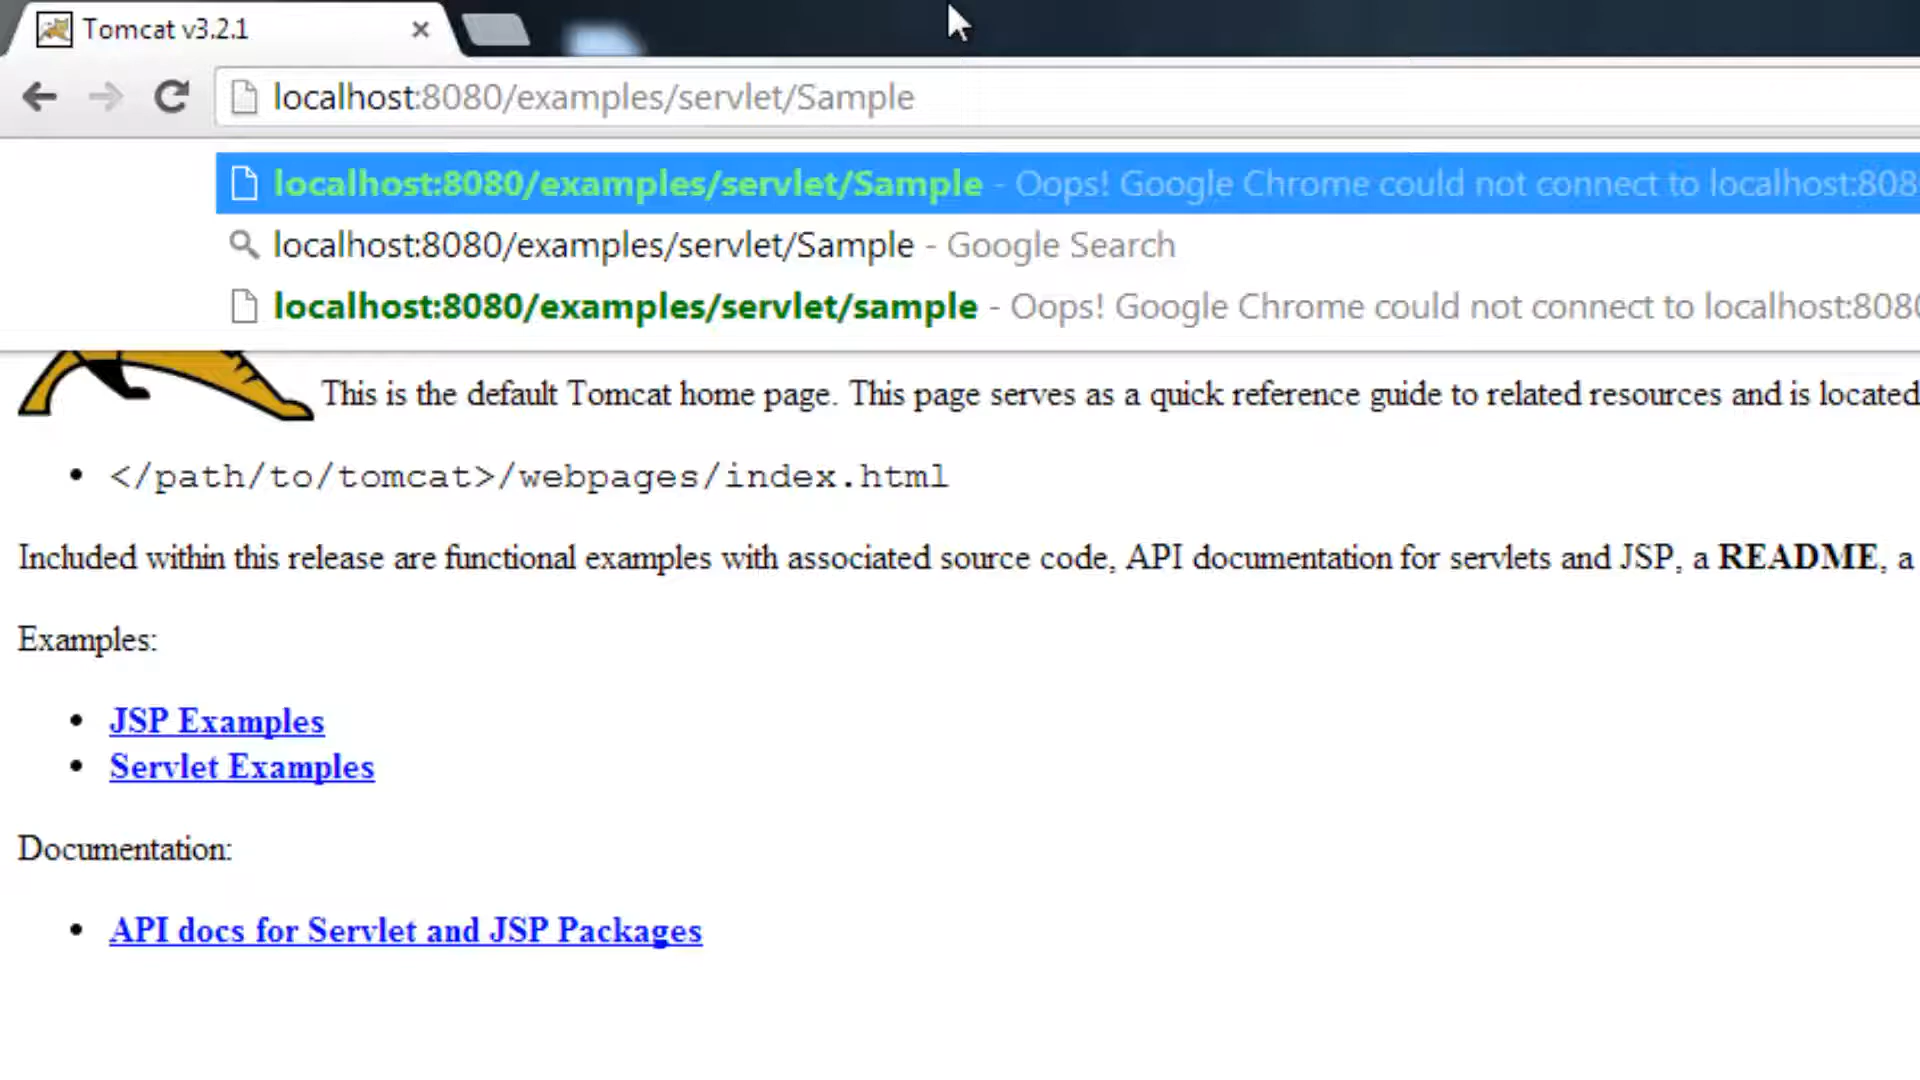 Tomcat v3.2.1
localhost:8080/examples/servlet/Sample
localhost:8080/examples/servlet/Sample - Oops! Google Chrome could not connect to localhost:808
localhost:8080/examples/servlet/Sample - Google Search
localhost:8080/examples/servlet/sample - Oops! Google Chrome could not connect to localhost:8080
This is the default Tomcat home page. This page serves as a quick reference guide to related resources and is located
• </path/to/tomcat>/webpages/index.html
Included within this release are functional examples with associated source code, API documentation for servlets and JSP, a README, a
Examples:
• JSP Examples
• Servlet Examples
Documentation:
• API docs for Servlet and JSP Packages